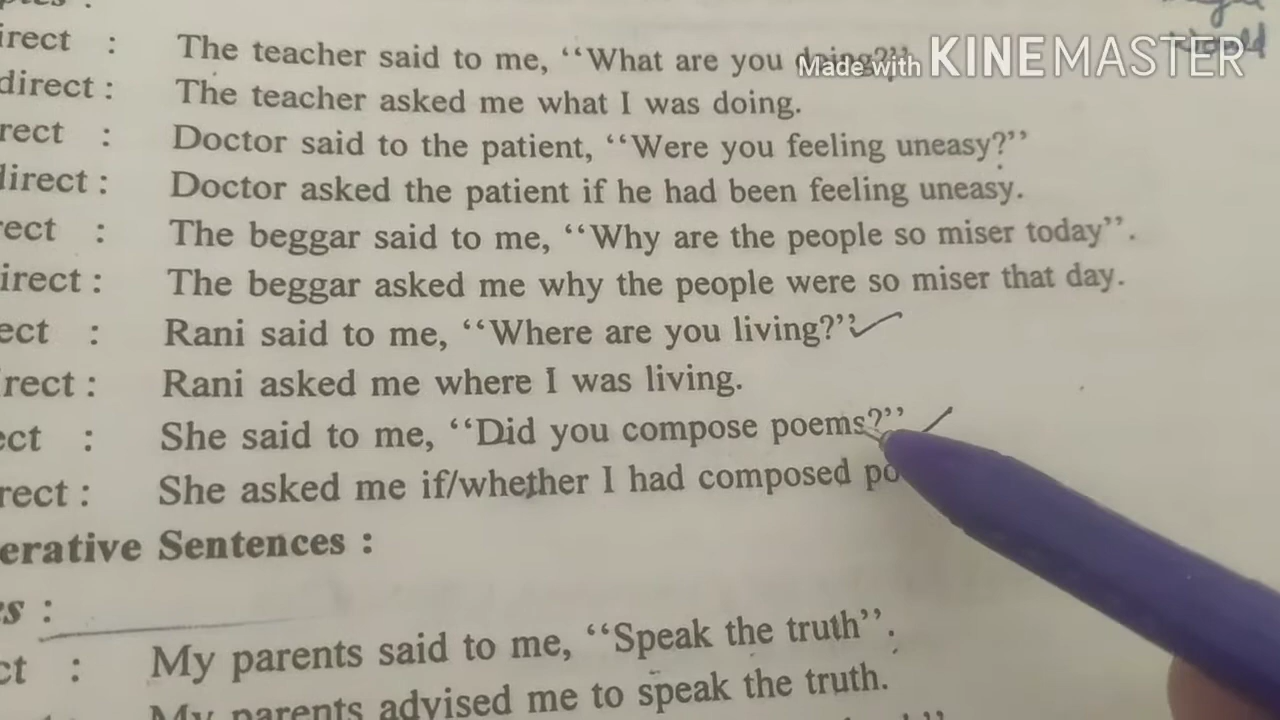 irect : The teacher said to me, ‘‘What are you doing?’’
Made with KINEMASTER
direct : The teacher asked me what I was doing.
rect : Doctor said to the patient, ‘‘Were you feeling uneasy?’’
direct : Doctor asked the patient if he had been feeling uneasy.
rect : The beggar said to me, ‘‘Why are the people so miser today’’.
irect : The beggar asked me why the people were so miser that day.
ect : Rani said to me, ‘‘Where are you living?’’
rect : Rani asked me where I was living.
ect : She said to me, ‘‘Did you compose poems?’’
rect : She asked me if/whether I had composed po
erative Sentences :
s :
ct : My parents said to me, ‘‘Speak the truth’’.
My parents advised me to speak the truth.